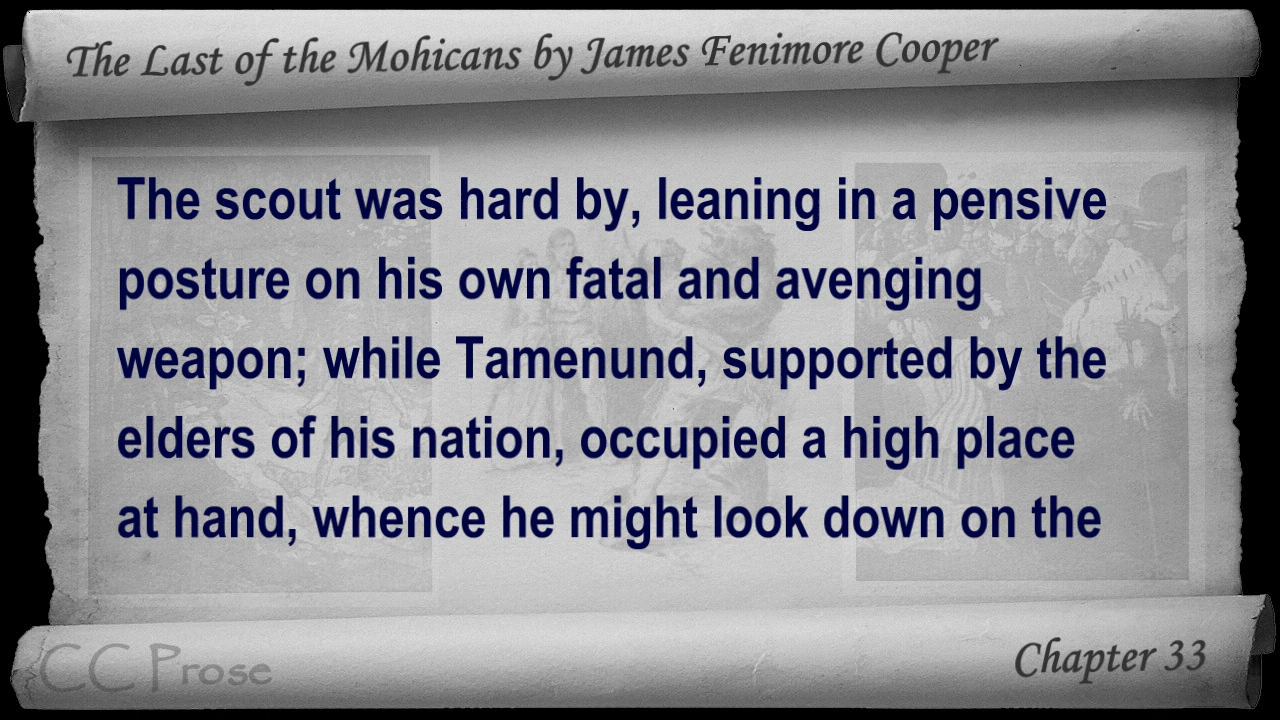 The Last of the Mohicans by James Fenimore Cooper
The scout was hard by, leaning in a pensive
posture on his own fatal and avenging
weapon; while Tamenund, supported by the
elders of his nation, occupied a high place
at hand, whence he might look down on the
CC Prose
Chapter 33